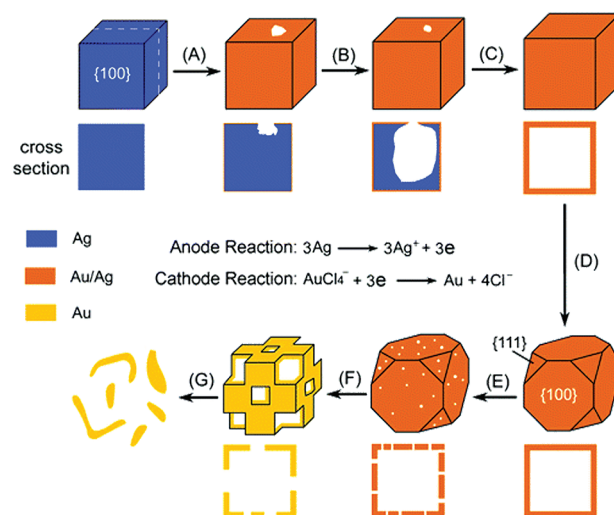 (A)
(B)
(C)
{100}
cross
section
Ag
Au/Ag
Au
Anode Reaction: 3Ag ⟶ 3Ag⁺ + 3e
Cathode Reaction: AuCl₄⁻ + 3e ⟶ Au + 4Cl⁻
(D)
{111}
{100}
(G)
(F)
(E)